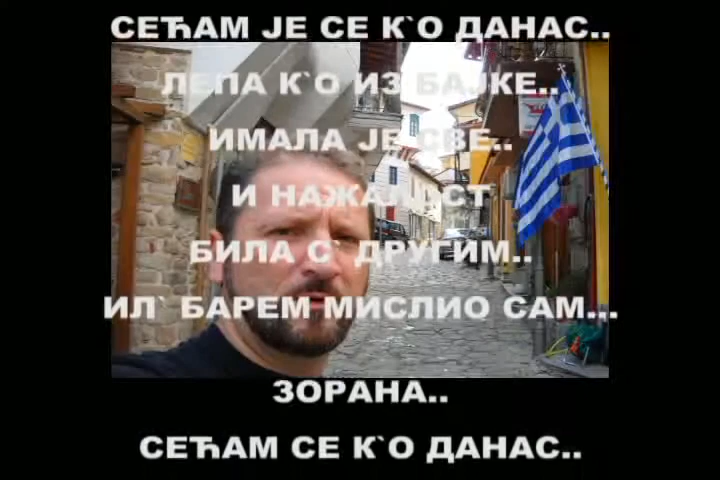 СЕЋАМ ЈЕ СЕ К`О ДАНАС..
ЛЕПА К`О ИЗ БАЈКЕ..
ИМАЛА ЈЕ СВЕ..
И НАЖАЛОСТ
БИЛА С` ДРУГИМ..
ИЛ` БАРЕМ МИСЛИО САМ...
ЗОРАНА..
СЕЋАМ СЕ К`О ДАНАС..